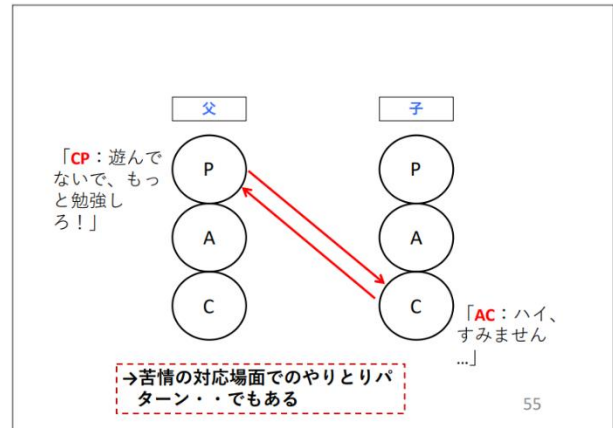 父
子
「CP：遊んで
ないで、もっ
と勉強し
ろ！」
P
A
C
P
A
C
「AC：ハイ、
すみません
…」
→苦情の対応場面でのやりとりパ
ターン・・でもある
55